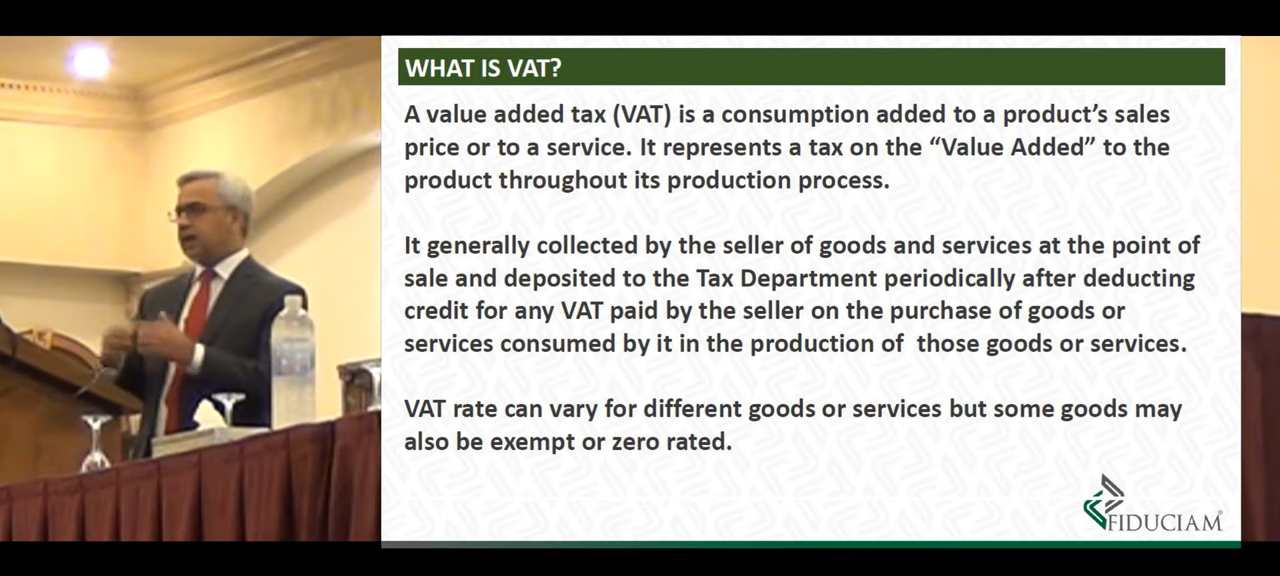 WHAT IS VAT?
A value added tax (VAT) is a consumption added to a product’s sales
price or to a service. It represents a tax on the “Value Added” to the
product throughout its production process.
It generally collected by the seller of goods and services at the point of
sale and deposited to the Tax Department periodically after deducting
credit for any VAT paid by the seller on the purchase of goods or
services consumed by it in the production of  those goods or services.
VAT rate can vary for different goods or services but some goods may
also be exempt or zero rated.
FIDUCIAM®